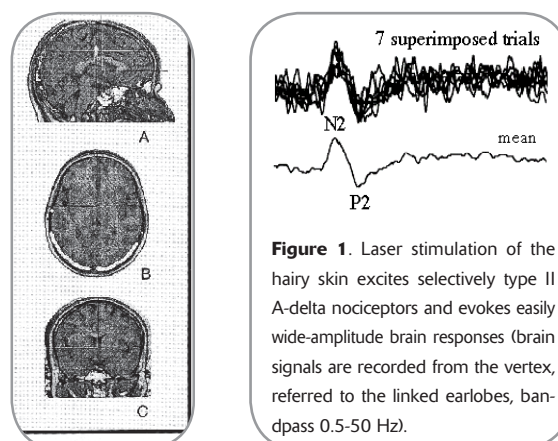 A
B
C
7 superimposed trials
N2
mean
P2
Figure 1. Laser stimulation of the
hairy skin excites selectively type II
A-delta nociceptors and evokes easily
wide-amplitude brain responses (brain
signals are recorded from the vertex,
referred to the linked earlobes, ban-
dpass 0.5-50 Hz).